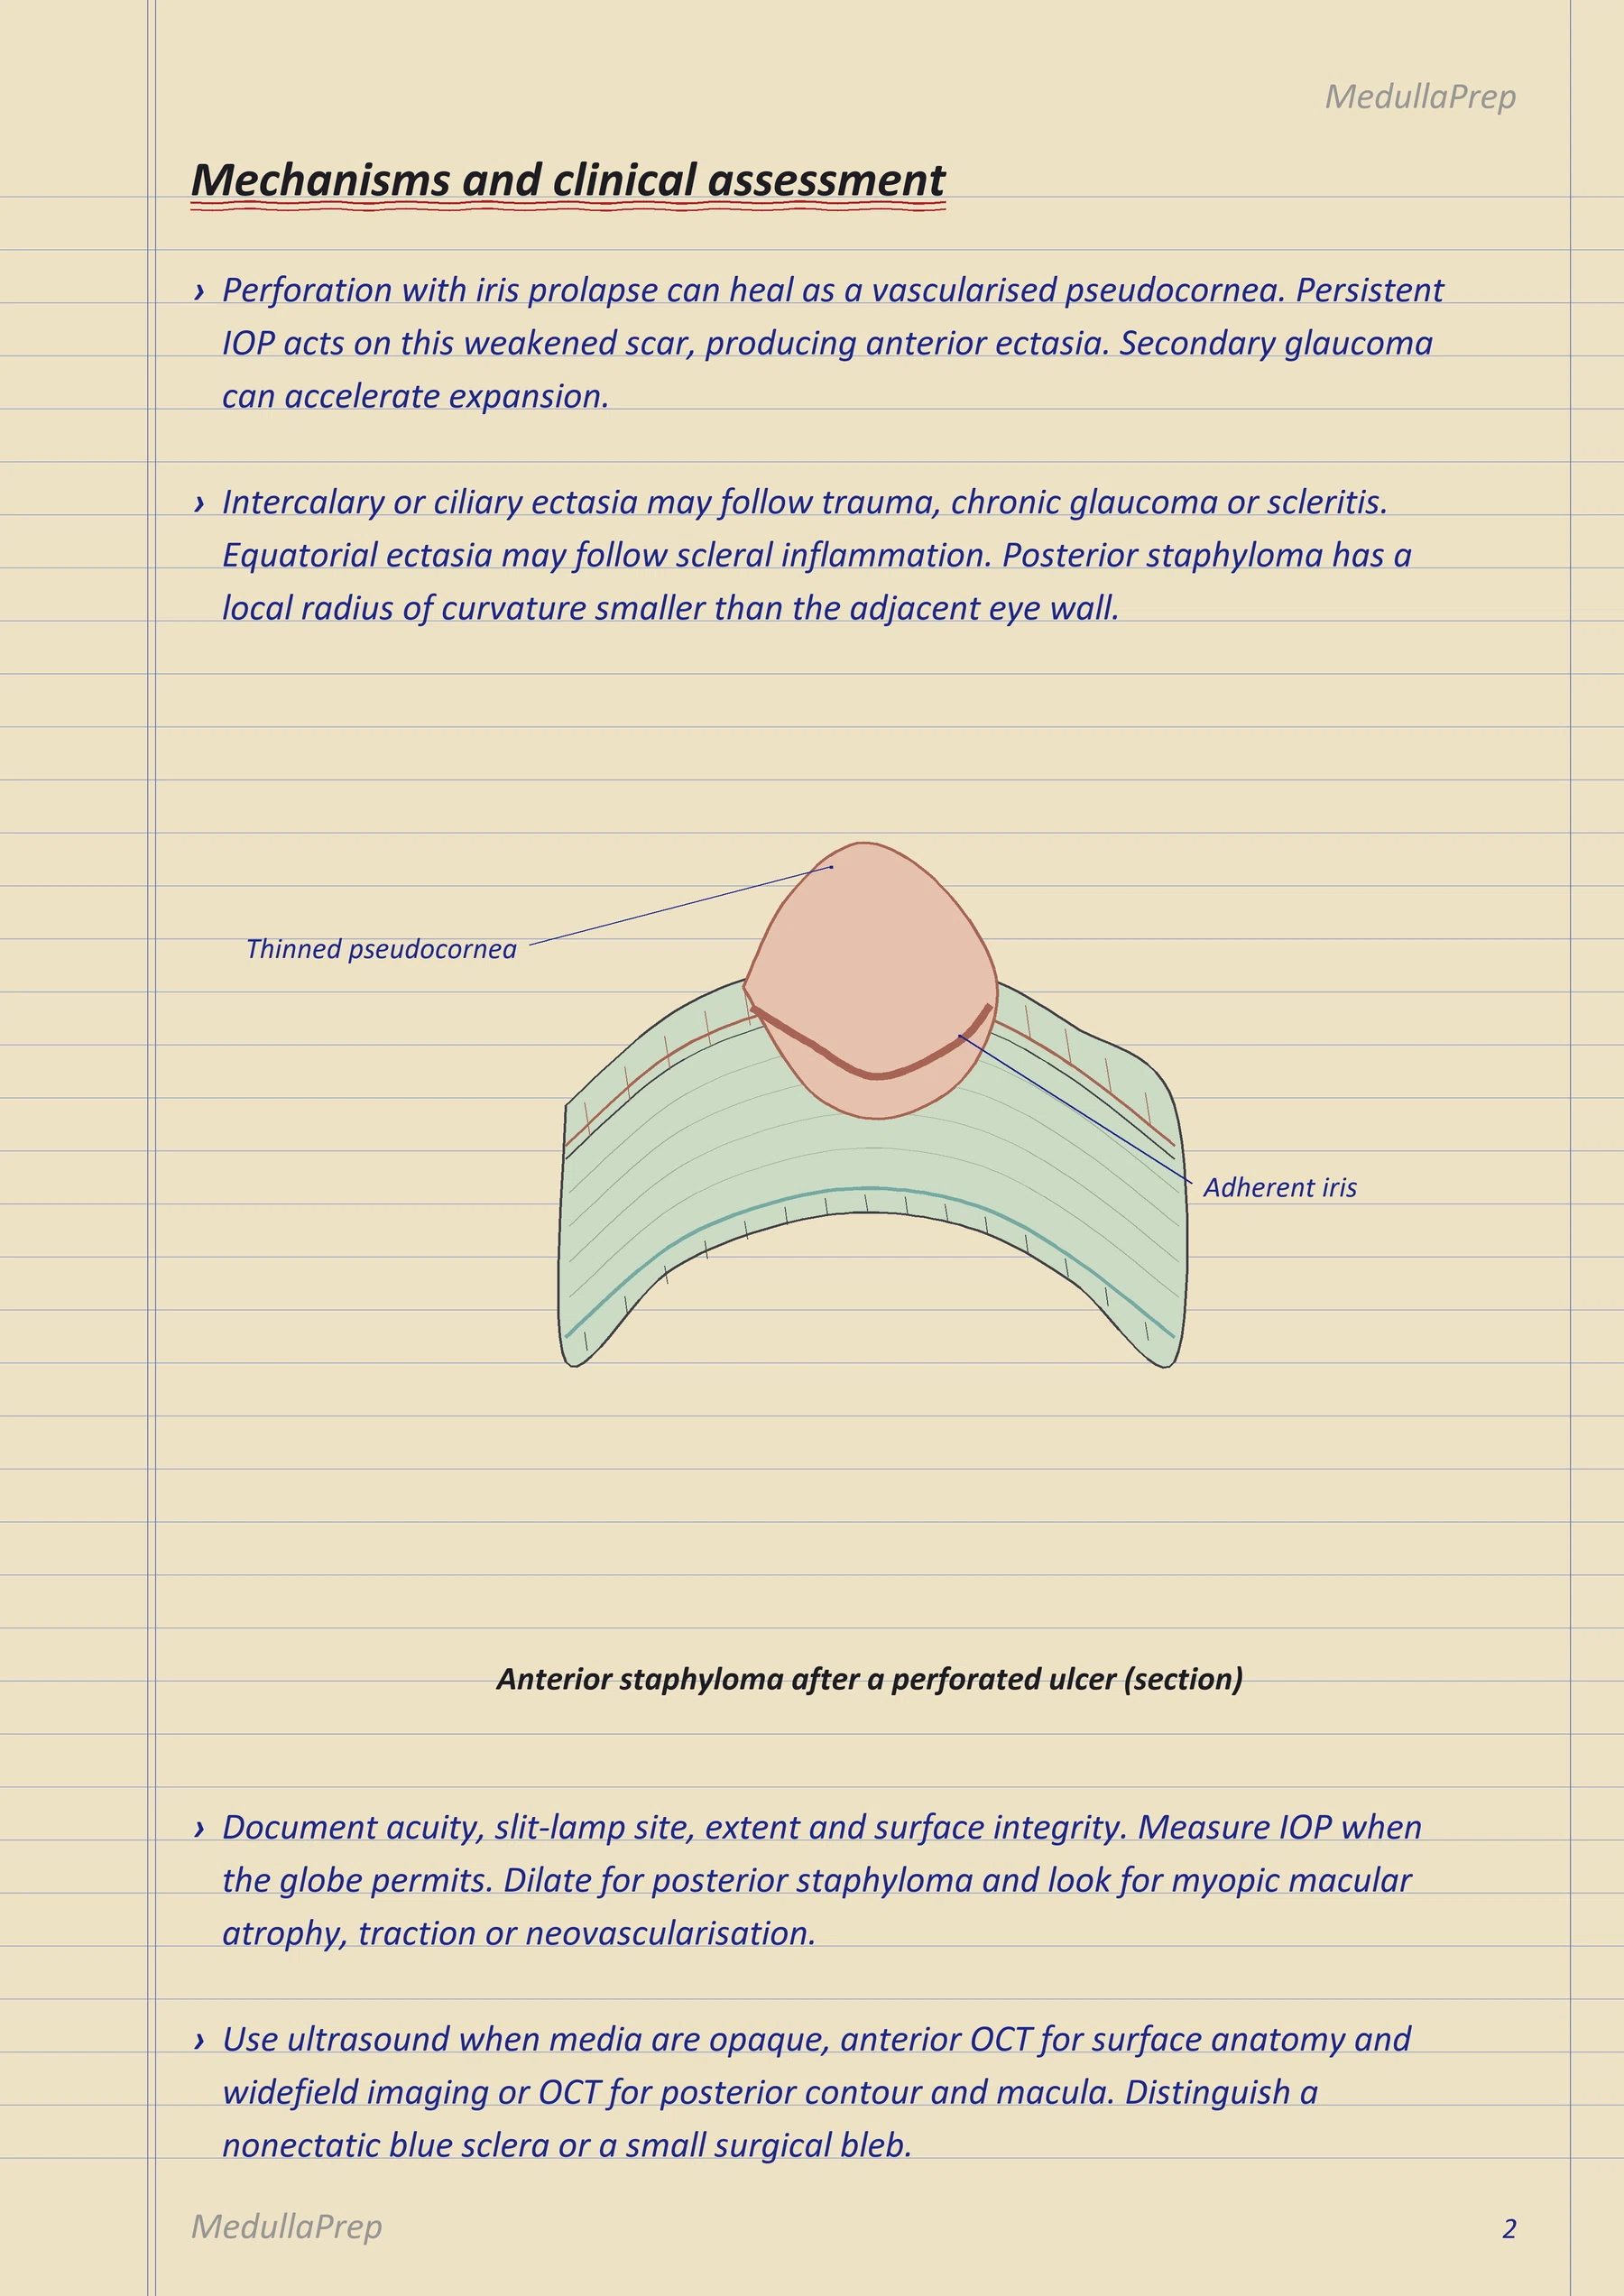 MedullaPrep
Mechanisms and clinical assessment
› Perforation with iris prolapse can heal as a vascularised pseudocornea. Persistent
IOP acts on this weakened scar, producing anterior ectasia. Secondary glaucoma
can accelerate expansion.
› Intercalary or ciliary ectasia may follow trauma, chronic glaucoma or scleritis.
Equatorial ectasia may follow scleral inflammation. Posterior staphyloma has a
local radius of curvature smaller than the adjacent eye wall.
Thinned pseudocornea
Adherent iris
Anterior staphyloma after a perforated ulcer (section)
› Document acuity, slit-lamp site, extent and surface integrity. Measure IOP when
the globe permits. Dilate for posterior staphyloma and look for myopic macular
atrophy, traction or neovascularisation.
› Use ultrasound when media are opaque, anterior OCT for surface anatomy and
widefield imaging or OCT for posterior contour and macula. Distinguish a
nonectatic blue sclera or a small surgical bleb.
MedullaPrep
2